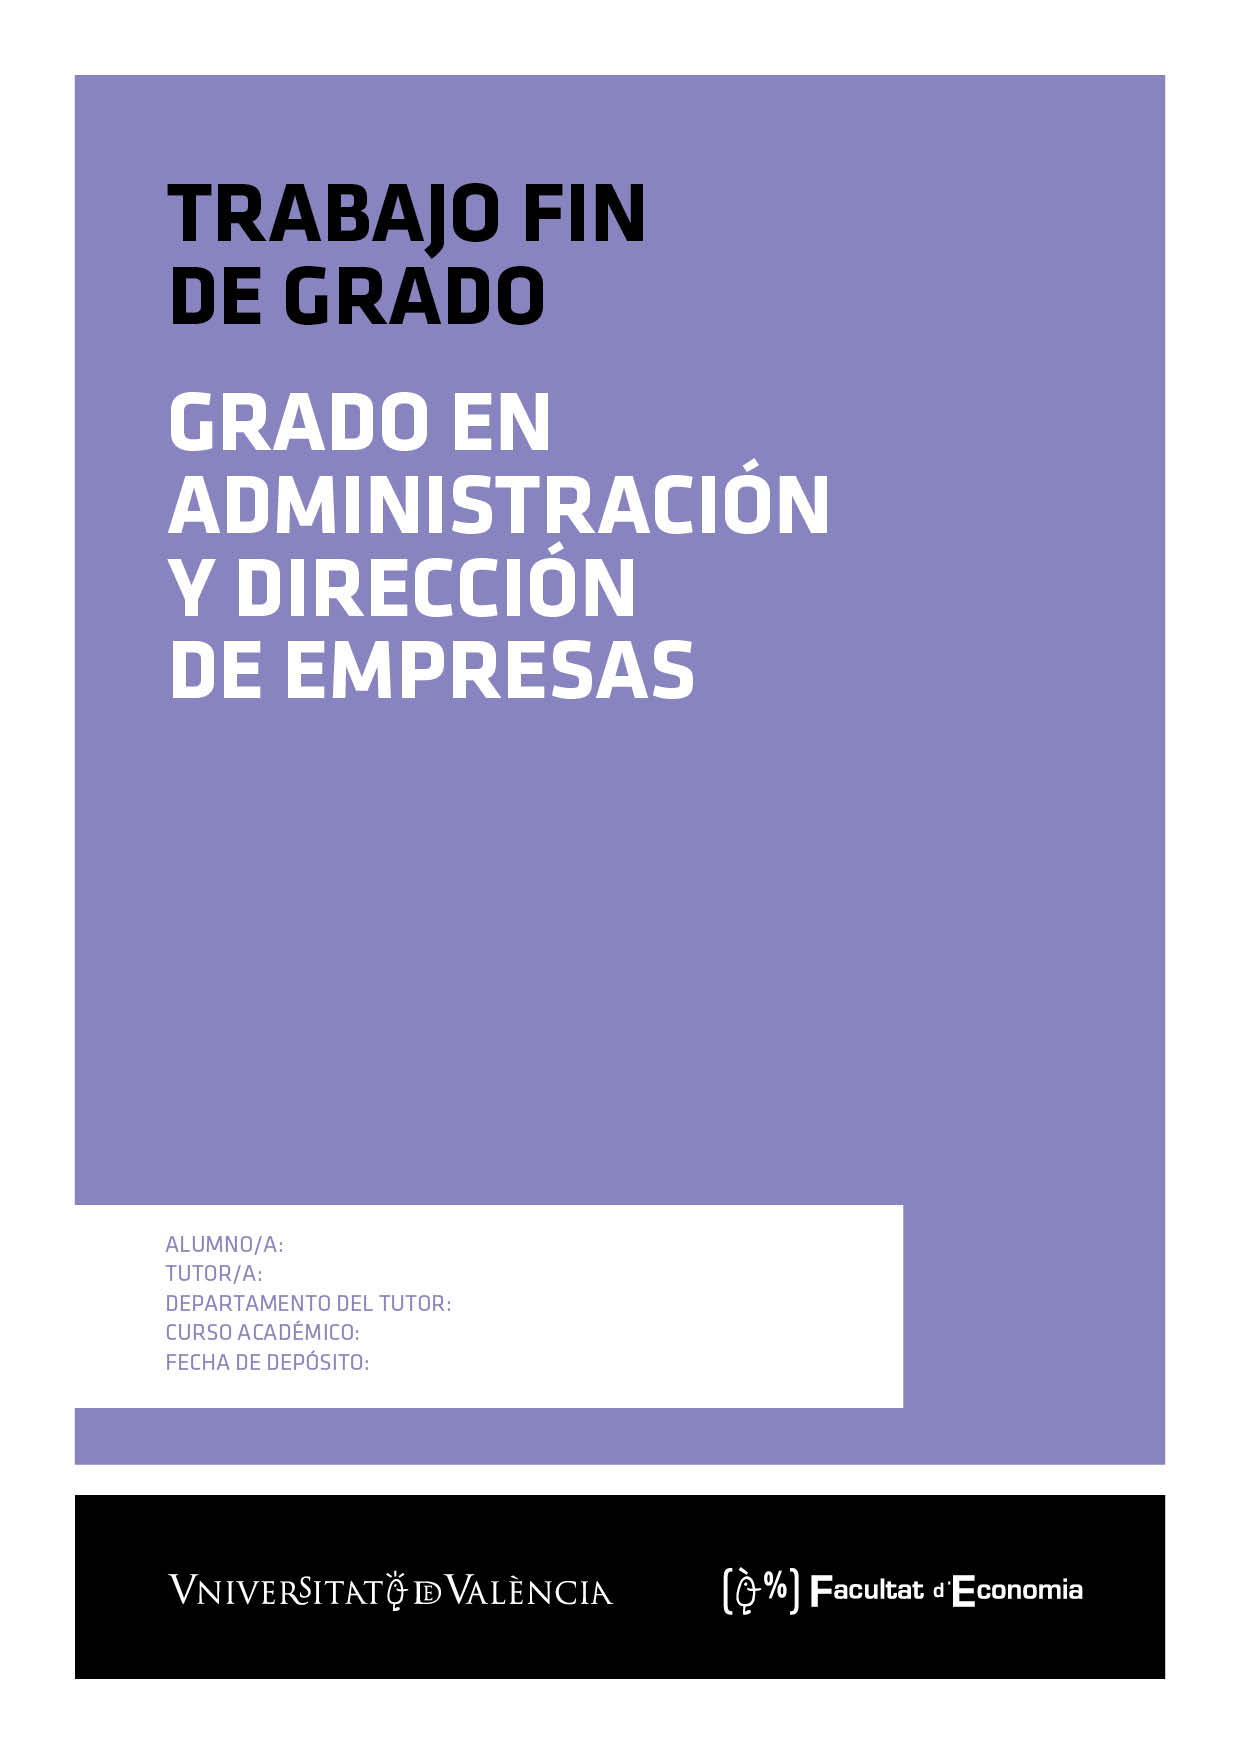 TRABAJO FIN
DE GRADO
GRADO EN
ADMINISTRACIÓN
Y DIRECCIÓN
DE EMPRESAS
ALUMNO/A:
TUTOR/A:
DEPARTAMENTO DEL TUTOR:
CURSO ACADÉMICO:
FECHA DE DEPÓSITO:
VNIVERSITAT DE VALÈNCIA
[%] Facultat d'Economia